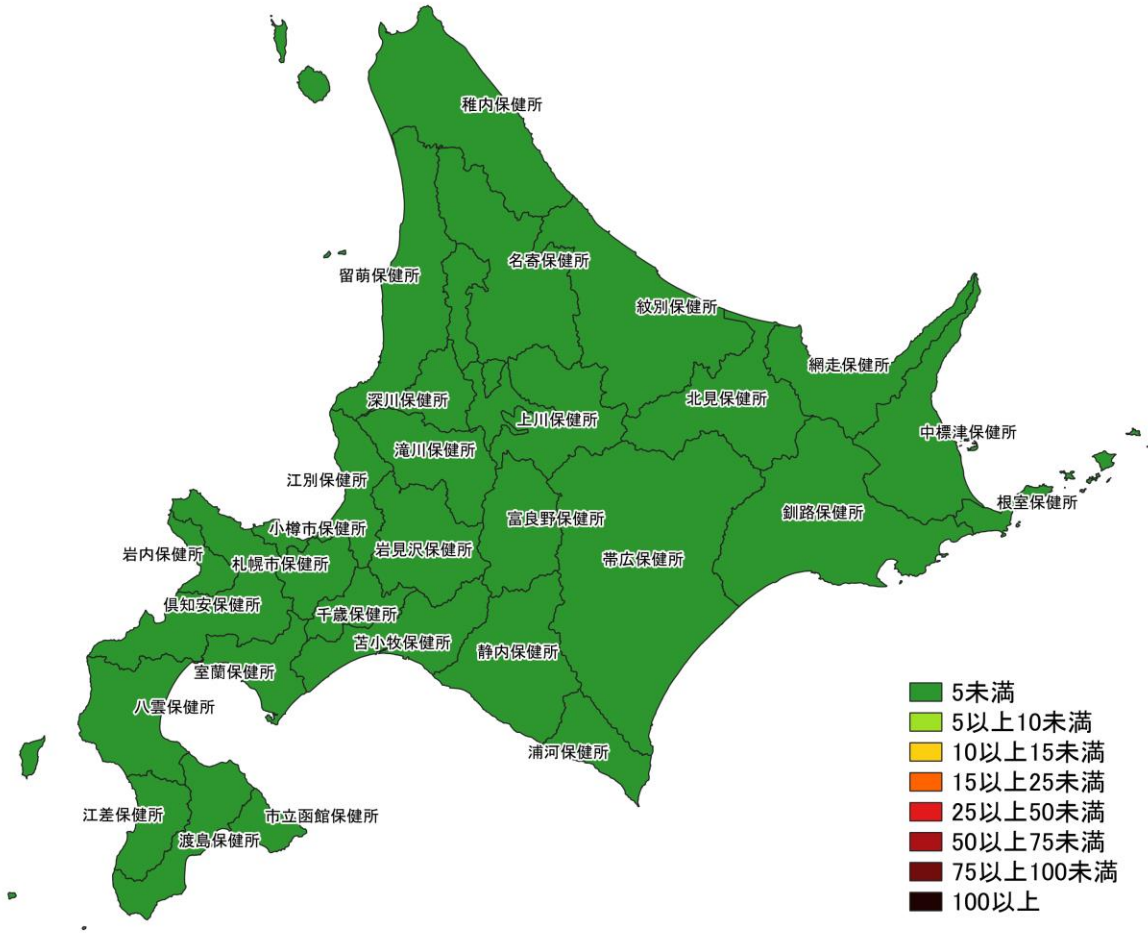 稚内保健所
名寄保健所
留萌保健所
紋別保健所
網走保健所
北見保健所
深川保健所
上川保健所
中標津保健所
滝川保健所
江別保健所
根室保健所
釧路保健所
富良野保健所
小樽市保健所
岩見沢保健所
岩内保健所
札幌市保健所
帯広保健所
倶知安保健所
千歳保健所
苫小牧保健所
静内保健所
室蘭保健所
八雲保健所
浦河保健所
江差保健所
市立函館保健所
渡島保健所
5未満
5以上10未満
10以上15未満
15以上25未満
25以上50未満
50以上75未満
75以上100未満
100以上